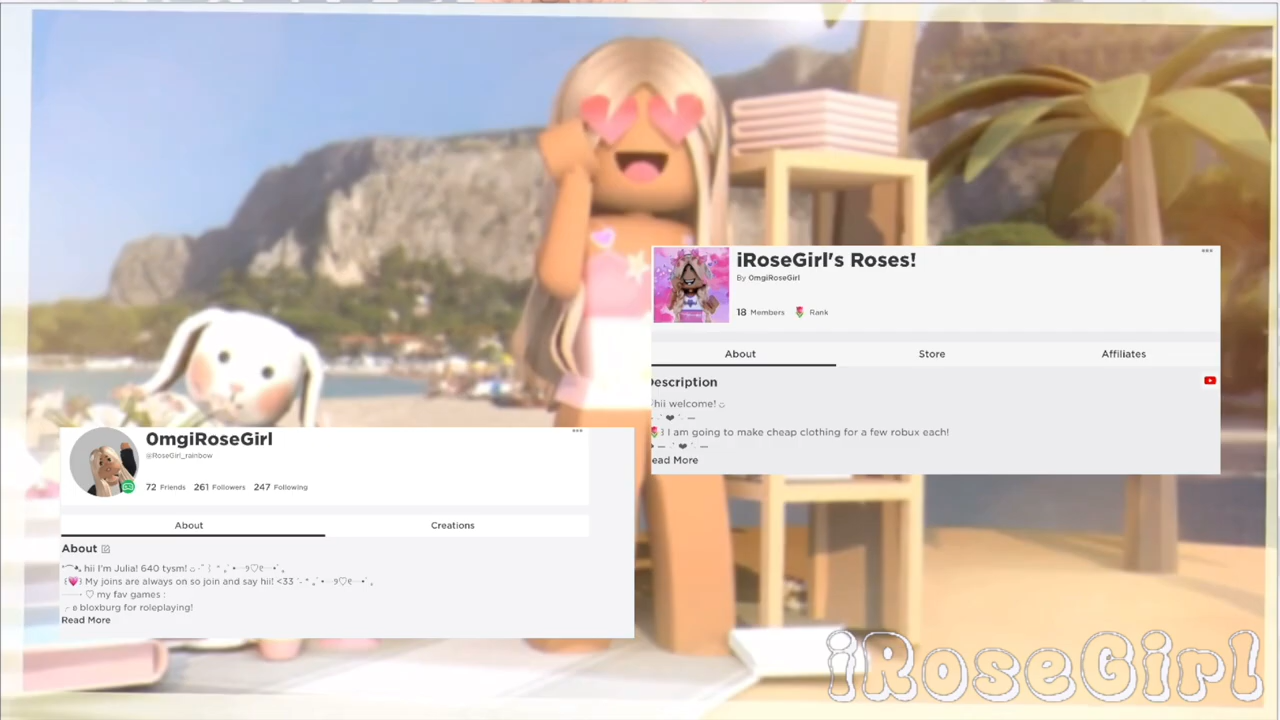 iRoseGirl's Roses!
By OmgiRoseGirl
18 Members Rank
About Store Affiliates
Description
hii welcome!
I am going to make cheap clothing for a few robux each!
ead More
OmgiRoseGirl
@RoseGirl_rainbow
72 Friends 261 Followers 247 Following
About Creations
About
hii I'm Julia! 640 tysm!
My joins are always on so join and say hii! <33
my fav games :
bloxburg for roleplaying!
Read More
iRoseGirl